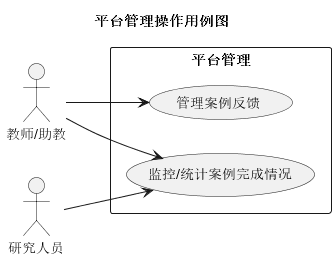 平台管理操作用例图
平台管理
管理案例反馈
教师/助教
监控/统计案例完成情况
研究人员